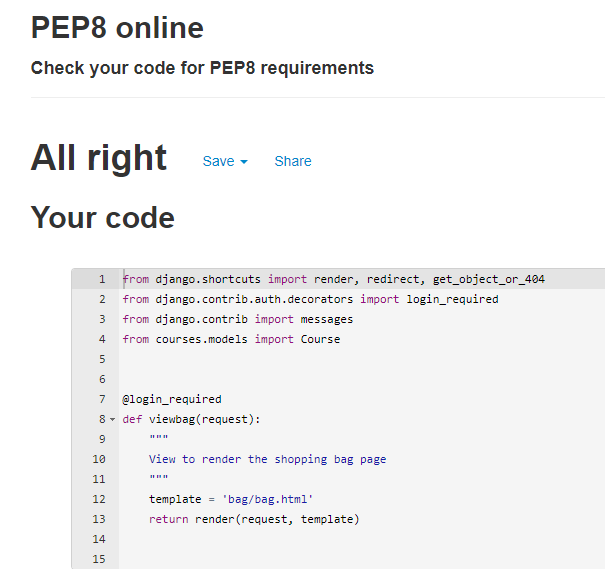 PEP8 online
Check your code for PEP8 requirements
All right Save Share
Your code
1 from django.shortcuts import render, redirect, get_object_or_404
2 from django.contrib.auth.decorators import login_required
3 from django.contrib import messages
4 from courses.models import Course
5
6
7 @login_required
8 def viewbag(request):
9     """
10     View to render the shopping bag page
11     """
12     template = 'bag/bag.html'
13     return render(request, template)
14
15